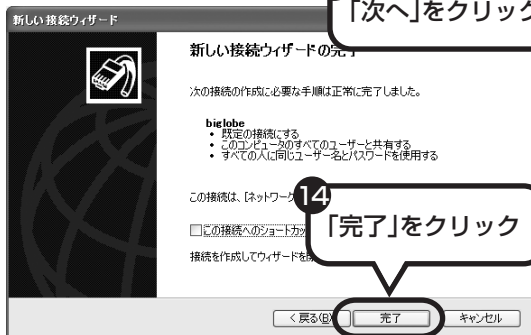 「次へ」をクリック
新しい接続ウィザード
新しい接続ウィザードの完了
次の接続の作成に必要な手順は正常に完了しました。
biglobe
• 既定の接続にする
• このコンピュータのすべてのユーザーと共有する
• すべての人に同じユーザー名とパスワードを使用する
この接続は、[ネットワーク
14
「完了」をクリック
この接続へのショートカッ
接続を作成してウィザードを
< 戻る(B)
完了
キャンセル